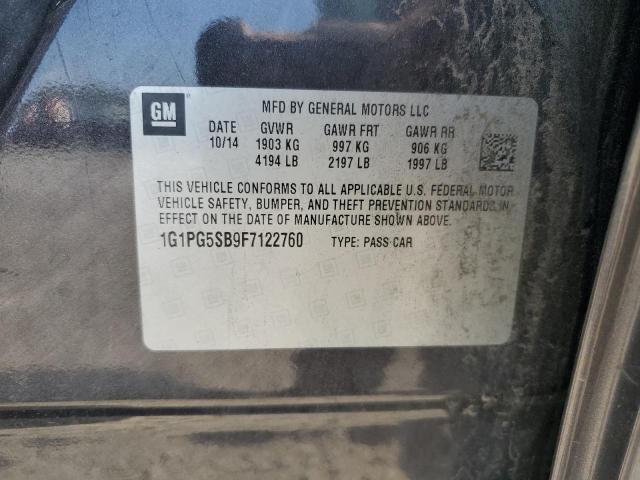 GM
MFD BY GENERAL MOTORS LLC
DATE GVWR GAWR FRT GAWR RR
10/14 1903 KG 997 KG 906 KG
4194 LB 2197 LB 1997 LB
THIS VEHICLE CONFORMS TO ALL APPLICABLE U.S. FEDERAL MOTOR
VEHICLE SAFETY, BUMPER, AND THEFT PREVENTION STANDARDS IN
EFFECT ON THE DATE OF MANUFACTURE SHOWN ABOVE.
1G1PG5SB9F7122760 TYPE: PASS CAR